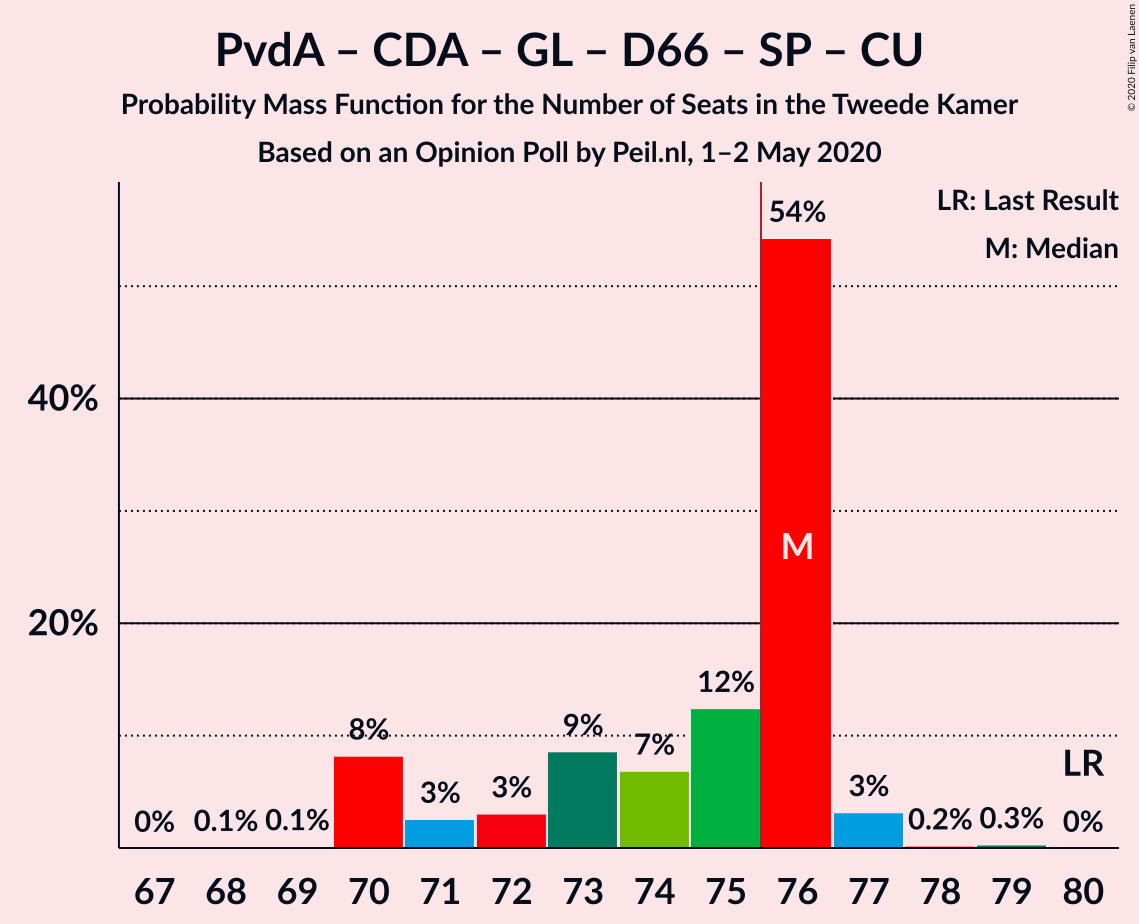 PvdA – CDA – GL – D66 – SP – CU
Probability Mass Function for the Number of Seats in the Tweede Kamer
Based on an Opinion Poll by Peil.nl, 1–2 May 2020
© 2020 Filip van Laenen
LR: Last Result
M: Median
54%
40%
M
20%
12%
8%
9%
7%
LR
3%
3%
3%
0%
0.1%
0.1%
0.2%
0.3%
0%
67 68 69 70 71 72 73 74 75 76 77 78 79 80